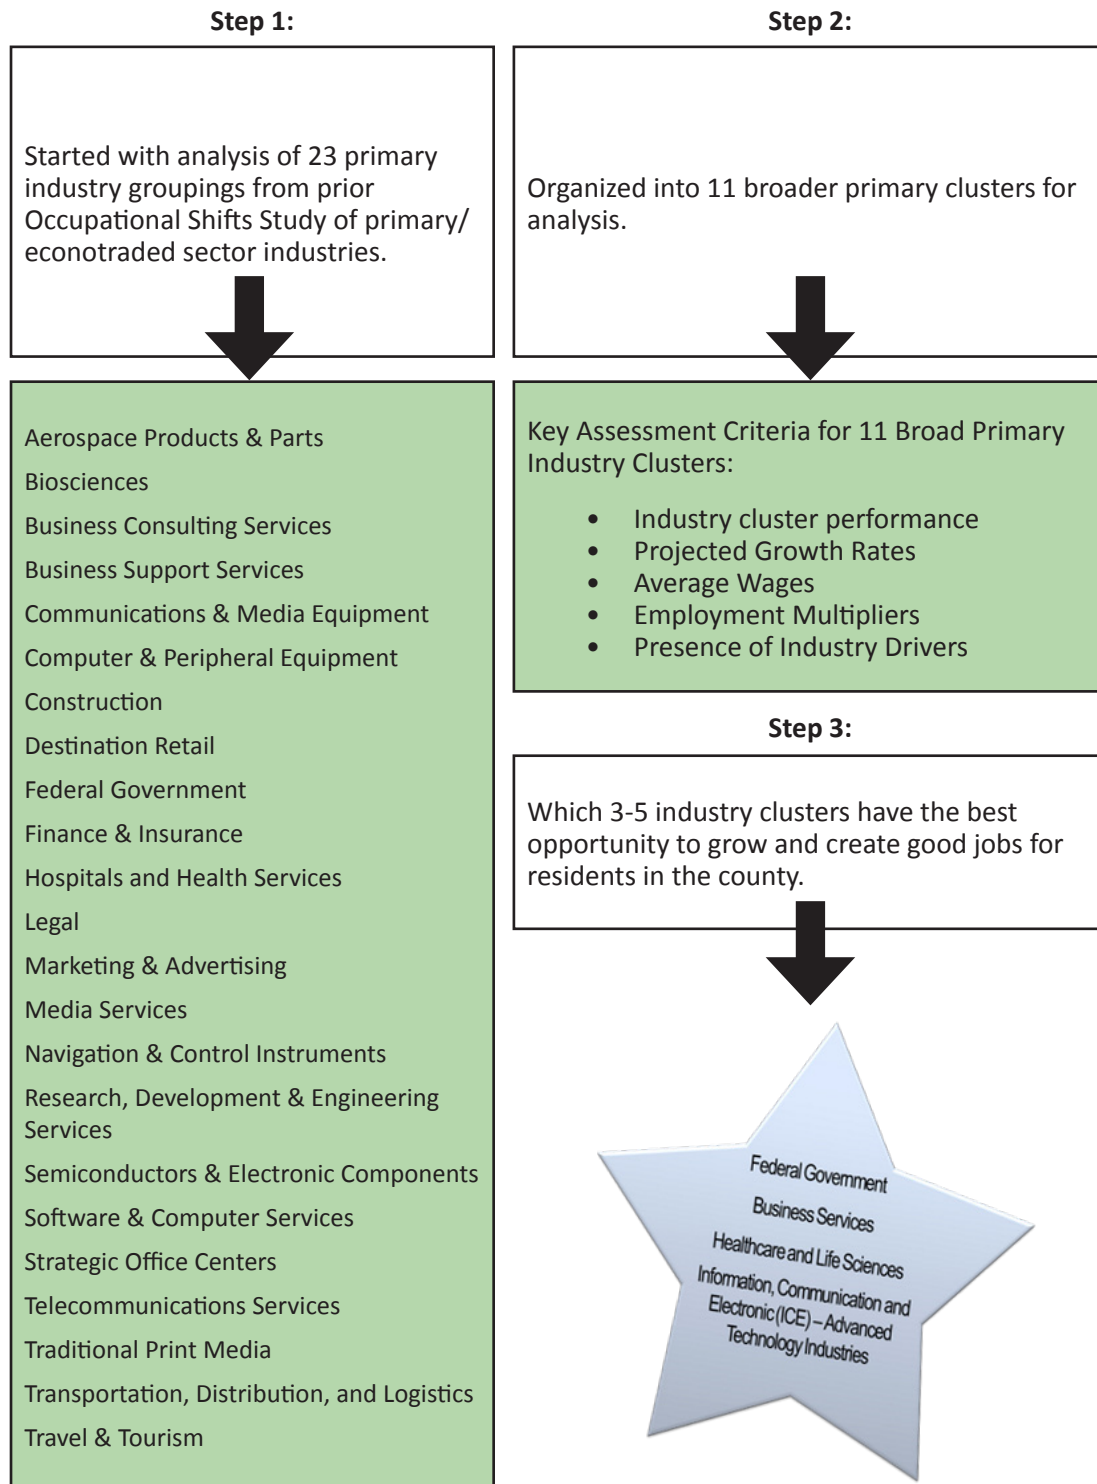 Step 1:
Started with analysis of 23 primary
industry groupings from prior
Occupational Shifts Study of primary/
econotraded sector industries.
Aerospace Products & Parts
Biosciences
Business Consulting Services
Business Support Services
Communications & Media Equipment
Computer & Peripheral Equipment
Construction
Destination Retail
Federal Government
Finance & Insurance
Hospitals and Health Services
Legal
Marketing & Advertising
Media Services
Navigation & Control Instruments
Research, Development & Engineering
Services
Semiconductors & Electronic Components
Software & Computer Services
Strategic Office Centers
Telecommunications Services
Traditional Print Media
Transportation, Distribution, and Logistics
Travel & Tourism
Step 2:
Organized into 11 broader primary clusters for
analysis.
Key Assessment Criteria for 11 Broad Primary
Industry Clusters:
• Industry cluster performance
• Projected Growth Rates
• Average Wages
• Employment Multipliers
• Presence of Industry Drivers
Step 3:
Which 3-5 industry clusters have the best
opportunity to grow and create good jobs for
residents in the county.
Federal Government
Business Services
Healthcare and Life Sciences
Information, Communication and
Electronic (ICE) – Advanced
Technology Industries